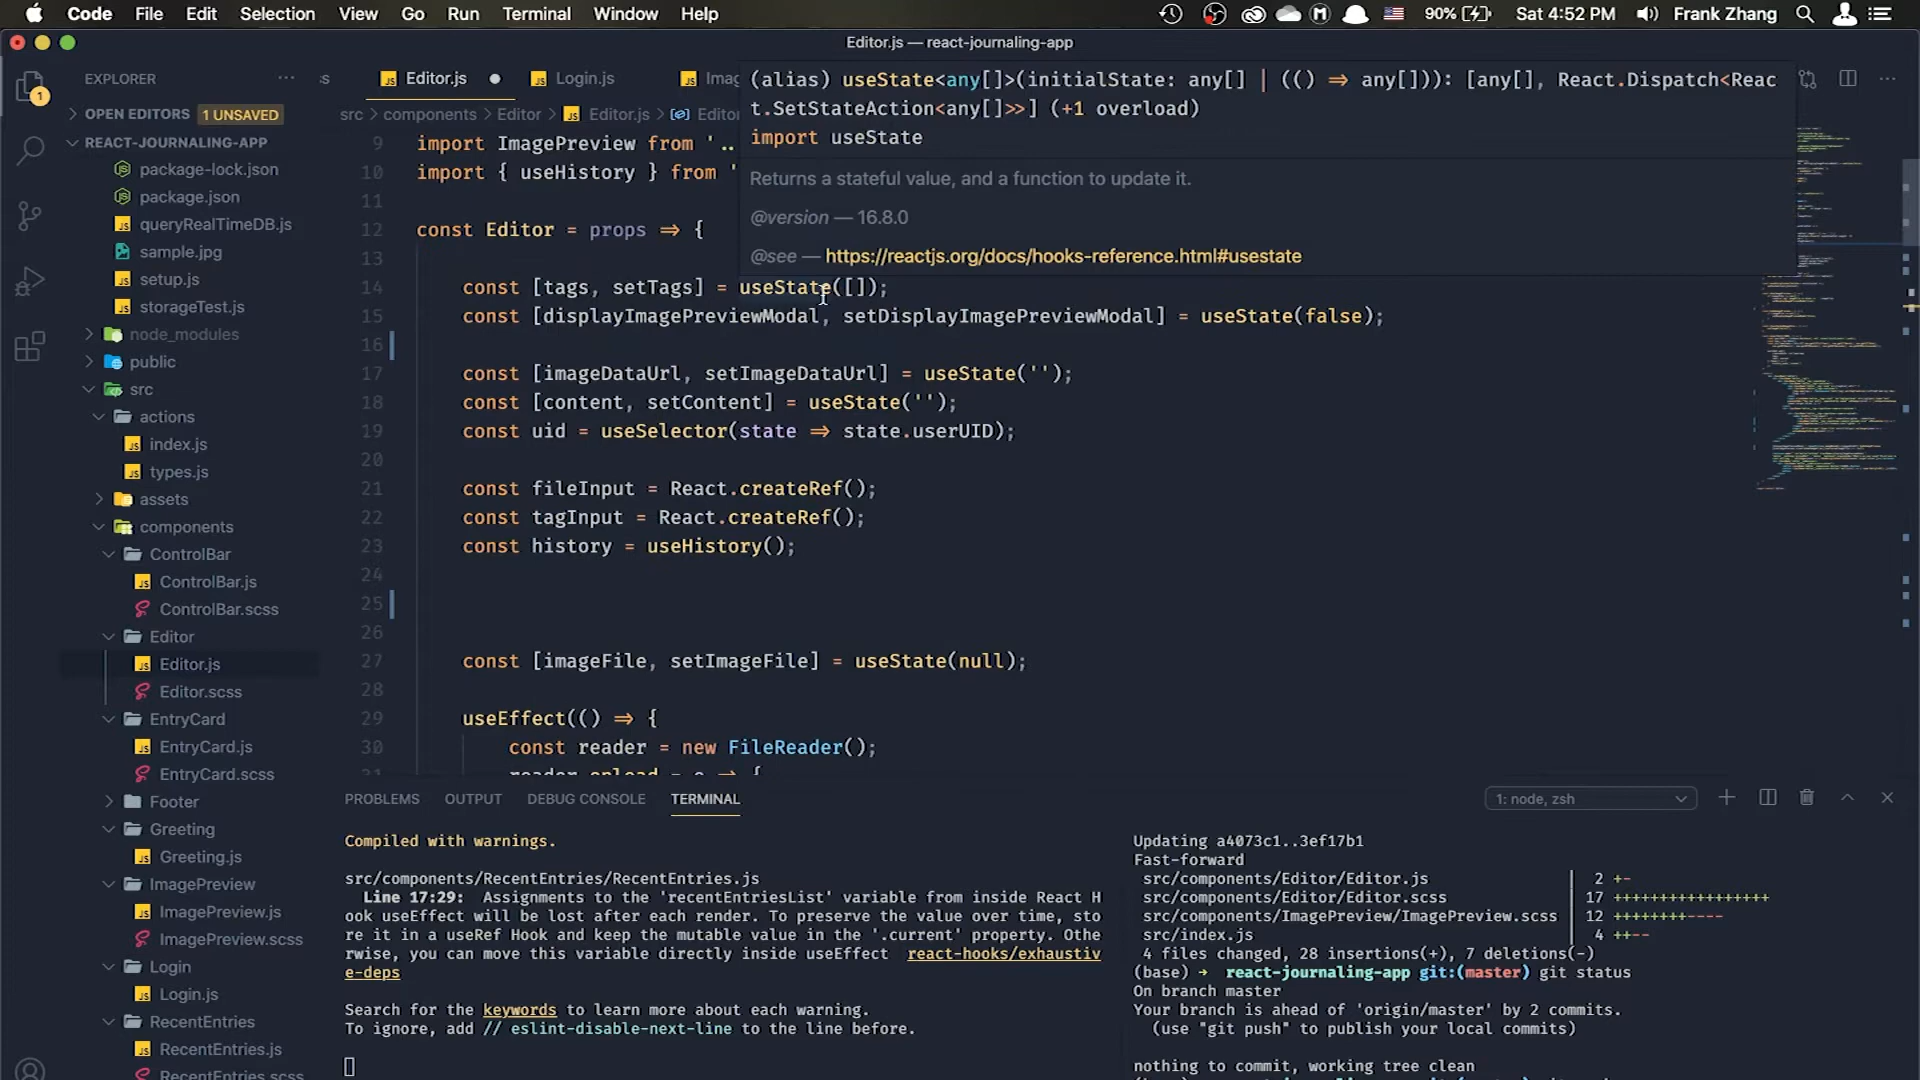 Code File Edit Selection View Go Run Terminal Window Help
90% Sat 4:52 PM Frank Zhang
Editor.js — react-journaling-app
EXPLORER
OPEN EDITORS 1 UNSAVED
REACT-JOURNALING-APP
package-lock.json
package.json
queryRealTimeDB.js
sample.jpg
setup.js
storageTest.js
node_modules
public
src
actions
index.js
types.js
assets
components
ControlBar
ControlBar.js
ControlBar.scss
Editor
Editor.js
Editor.scss
EntryCard
EntryCard.js
EntryCard.scss
Footer
Greeting
Greeting.js
ImagePreview
ImagePreview.js
ImagePreview.scss
Login
Login.js
RecentEntries
RecentEntries.js
RecentEntries.scss
1
s Editor.js Login.js Imag
src > components > Editor > Editor.js > Editor
(alias) useState<any[]>(initialState: any[] | (() => any[])): [any[], React.Dispatch<Reac
t.SetStateAction<any[]>>] (+1 overload)
import useState
Returns a stateful value, and a function to update it.
@version — 16.8.0
@see — https://reactjs.org/docs/hooks-reference.html#usestate
9 import ImagePreview from '..
10 import { useHistory } from '
11
12 const Editor = props => {
13
14 const [tags, setTags] = useState([]);
15 const [displayImagePreviewModal, setDisplayImagePreviewModal] = useState(false);
16
17 const [imageDataUrl, setImageDataUrl] = useState('');
18 const [content, setContent] = useState('');
19 const uid = useSelector(state => state.userUID);
20
21 const fileInput = React.createRef();
22 const tagInput = React.createRef();
23 const history = useHistory();
24
25
26
27 const [imageFile, setImageFile] = useState(null);
28
29 useEffect(() => {
30 const reader = new FileReader();
31 reader.onload = e => {
PROBLEMS OUTPUT DEBUG CONSOLE TERMINAL
1: node, zsh
Compiled with warnings.
src/components/RecentEntries/RecentEntries.js
Line 17:29: Assignments to the 'recentEntriesList' variable from inside React H
ook useEffect will be lost after each render. To preserve the value over time, sto
re it in a useRef Hook and keep the mutable value in the '.current' property. Othe
rwise, you can move this variable directly inside useEffect react-hooks/exhaustiv
e-deps
Search for the keywords to learn more about each warning.
To ignore, add // eslint-disable-next-line to the line before.
Updating a4073c1..3ef17b1
Fast-forward
src/components/Editor/Editor.js | 2 +-
src/components/Editor/Editor.scss | 17 +++++++++++++++++
src/components/ImagePreview/ImagePreview.scss | 12 ++++++++----
src/index.js | 4 ++--
4 files changed, 28 insertions(+), 7 deletions(-)
(base) → react-journaling-app git:(master) git status
On branch master
Your branch is ahead of 'origin/master' by 2 commits.
(use "git push" to publish your local commits)
nothing to commit, working tree clean